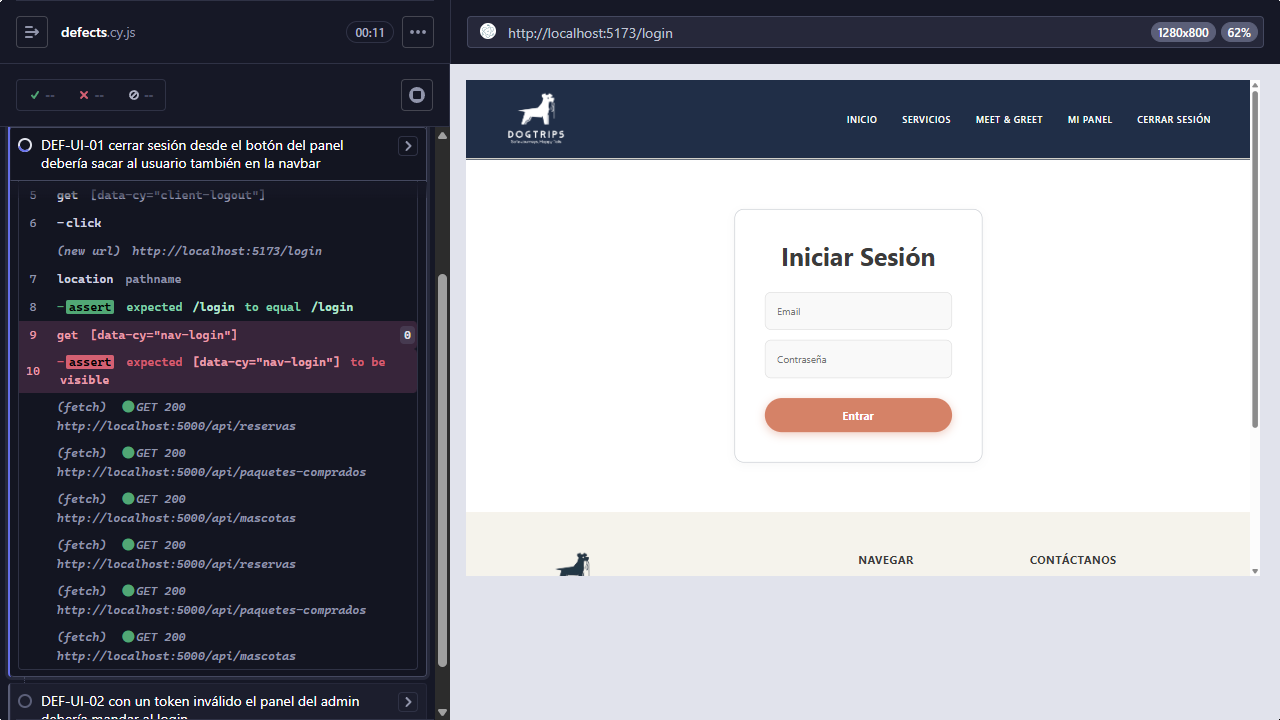 defects.cy.js
00:11
--
--
--
DEF-UI-01 cerrar sesión desde el botón del panel
debería sacar al usuario también en la navbar
5 get [data-cy="client-logout"]
6 -click
(new url) http://localhost:5173/login
7 location pathname
8 -assert expected /login to equal /login
9 get [data-cy="nav-login"] 0
10 -assert expected [data-cy="nav-login"] to be
visible
(fetch) GET 200
http://localhost:5000/api/reservas
(fetch) GET 200
http://localhost:5000/api/paquetes-comprados
(fetch) GET 200
http://localhost:5000/api/mascotas
(fetch) GET 200
http://localhost:5000/api/reservas
(fetch) GET 200
http://localhost:5000/api/paquetes-comprados
(fetch) GET 200
http://localhost:5000/api/mascotas
DEF-UI-02 con un token inválido el panel del admin
debería mandar al login
http://localhost:5173/login
1280x800 62%
DOGTRIPS
INICIO SERVICIOS MEET & GREET MI PANEL CERRAR SESIÓN
Iniciar Sesión
Email
Contraseña
Entrar
NAVEGAR
CONTÁCTANOS